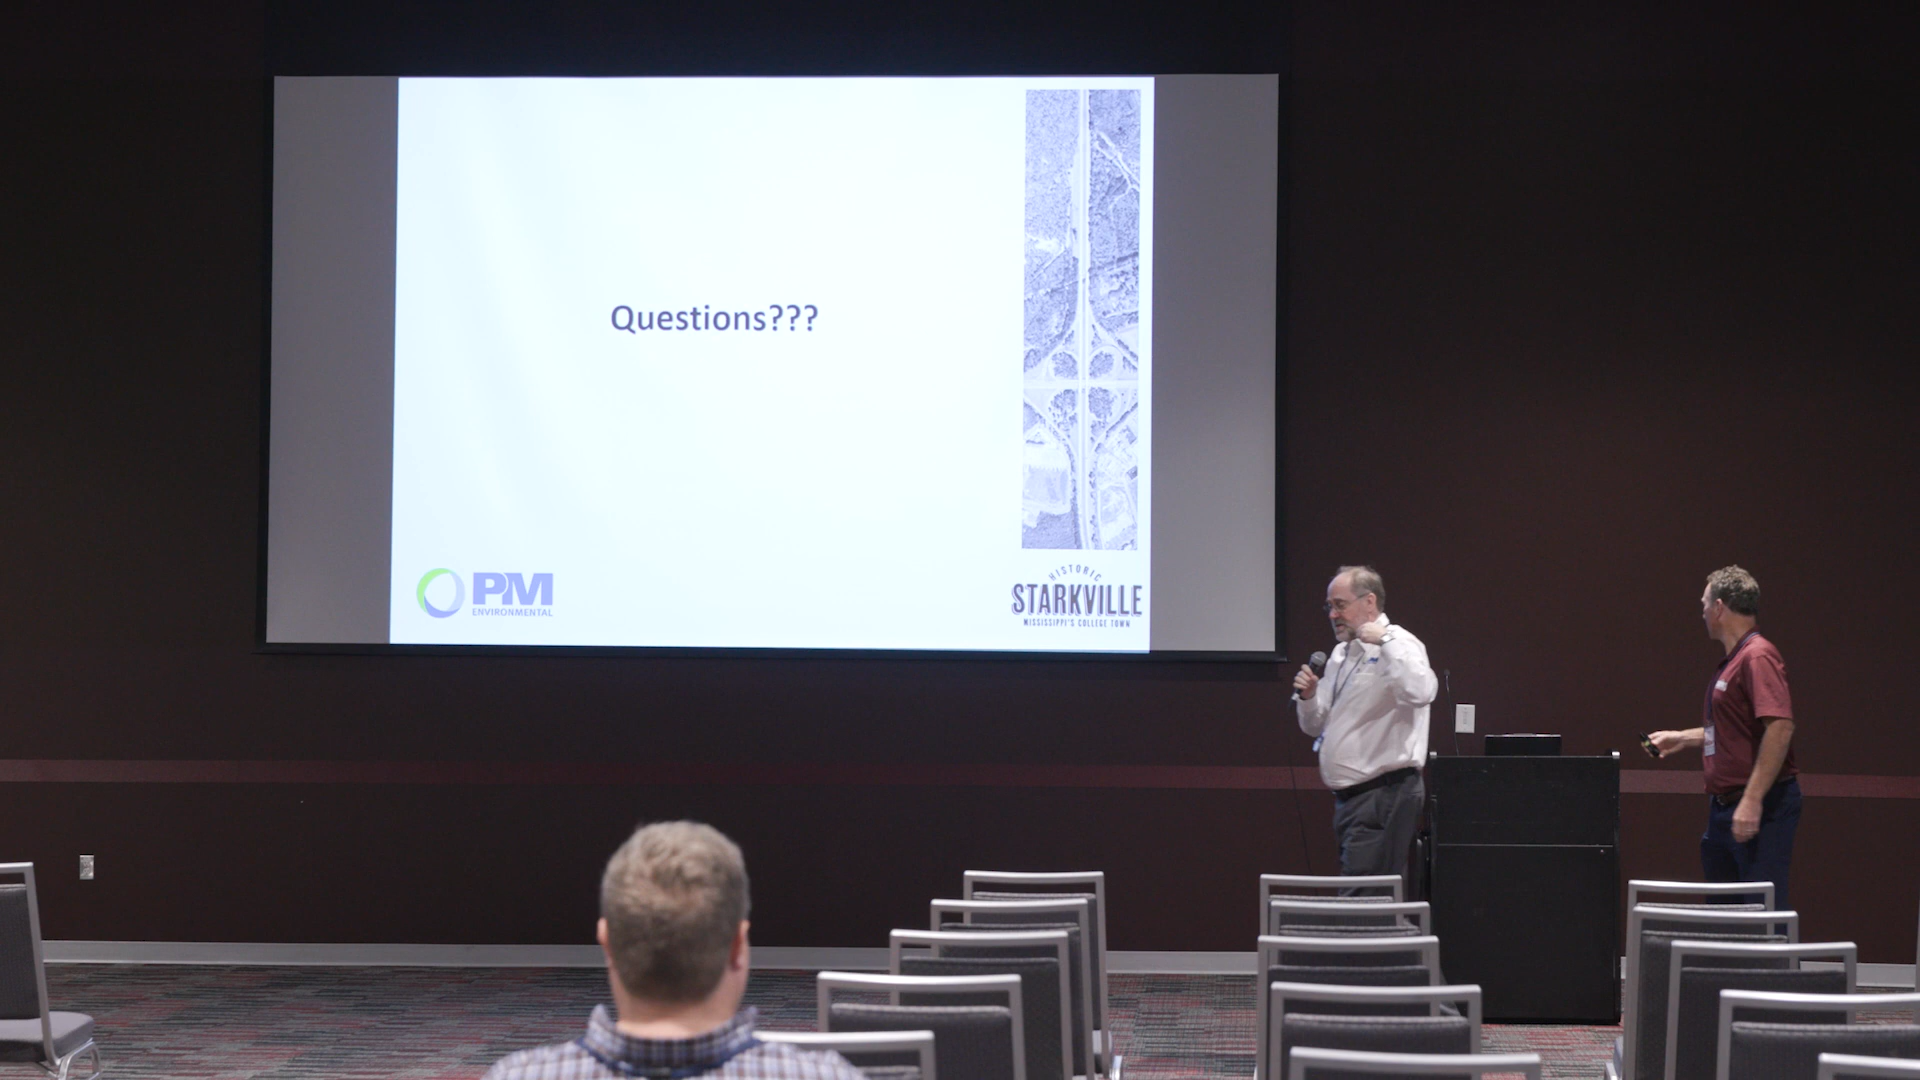 Questions???
PM
ENVIRONMENTAL
HISTORIC
STARKVILLE
MISSISSIPPI'S COLLEGE TOWN